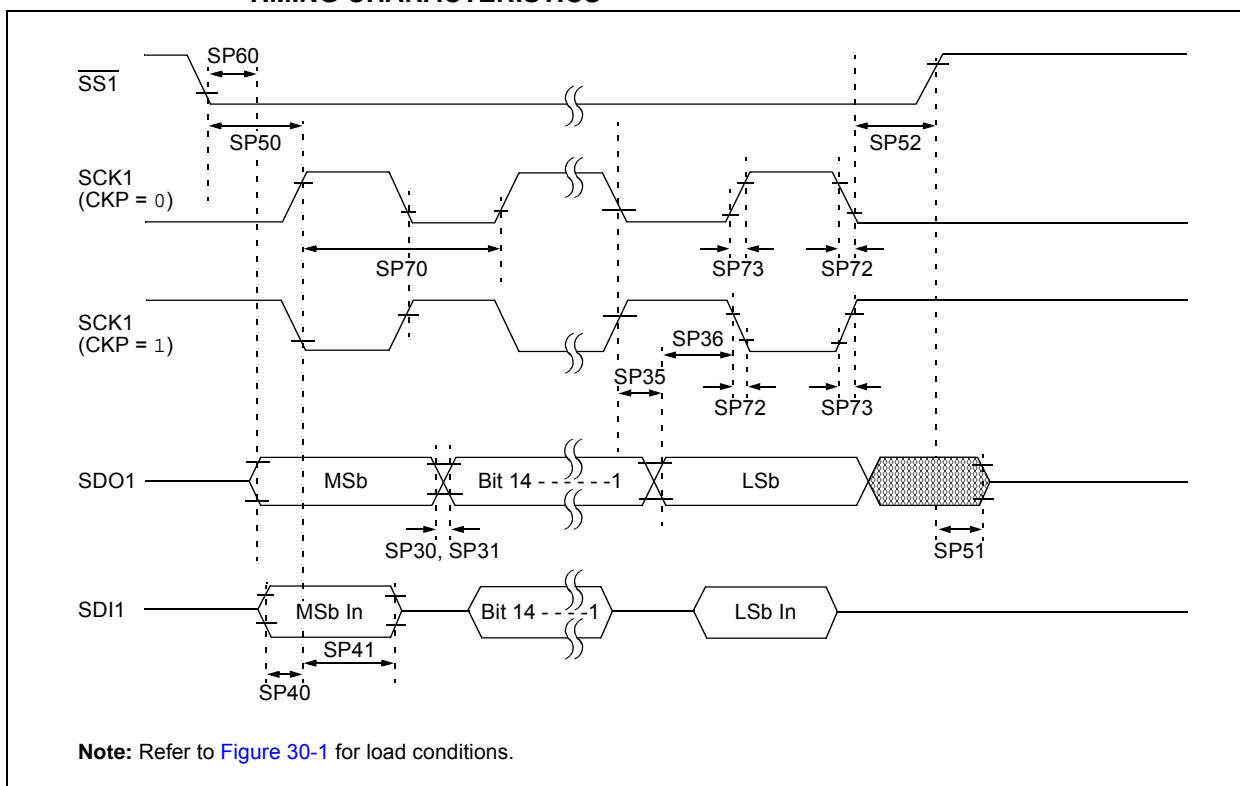 TIMING CHARACTERISTICS
SP60
SS1
SP50
SP52
SCK1
(CKP = 0)
SP70
SP73
SP72
SCK1
(CKP = 1)
SP36
SP35
SP72
SP73
SDO1
MSb
Bit 14 - - - - - -1
LSb
SP30, SP31
SP51
SDI1
MSb In
Bit 14 - - - -1
LSb In
SP41
SP40
Note: Refer to Figure 30-1 for load conditions.